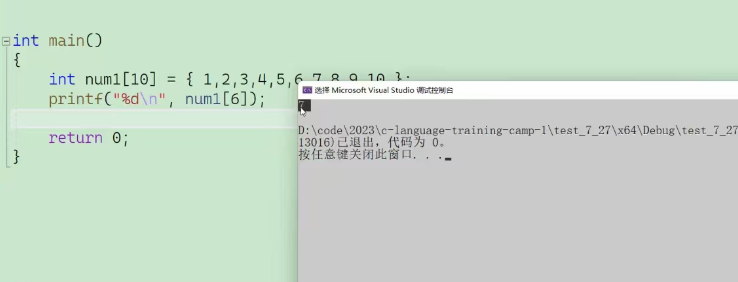 int main()
{
int num1[10] = { 1,2,3,4,5,6,7,8,9,10 };
printf("%d\n", num1[6]);
return 0;
}
选择 Microsoft Visual Studio 调试控制台
7
D:\code\2023\c-language-training-camp-1\test_7_27\x64\Debug\test_7_27
13016)已退出，代码为 0。
按任意键关闭此窗口. . .